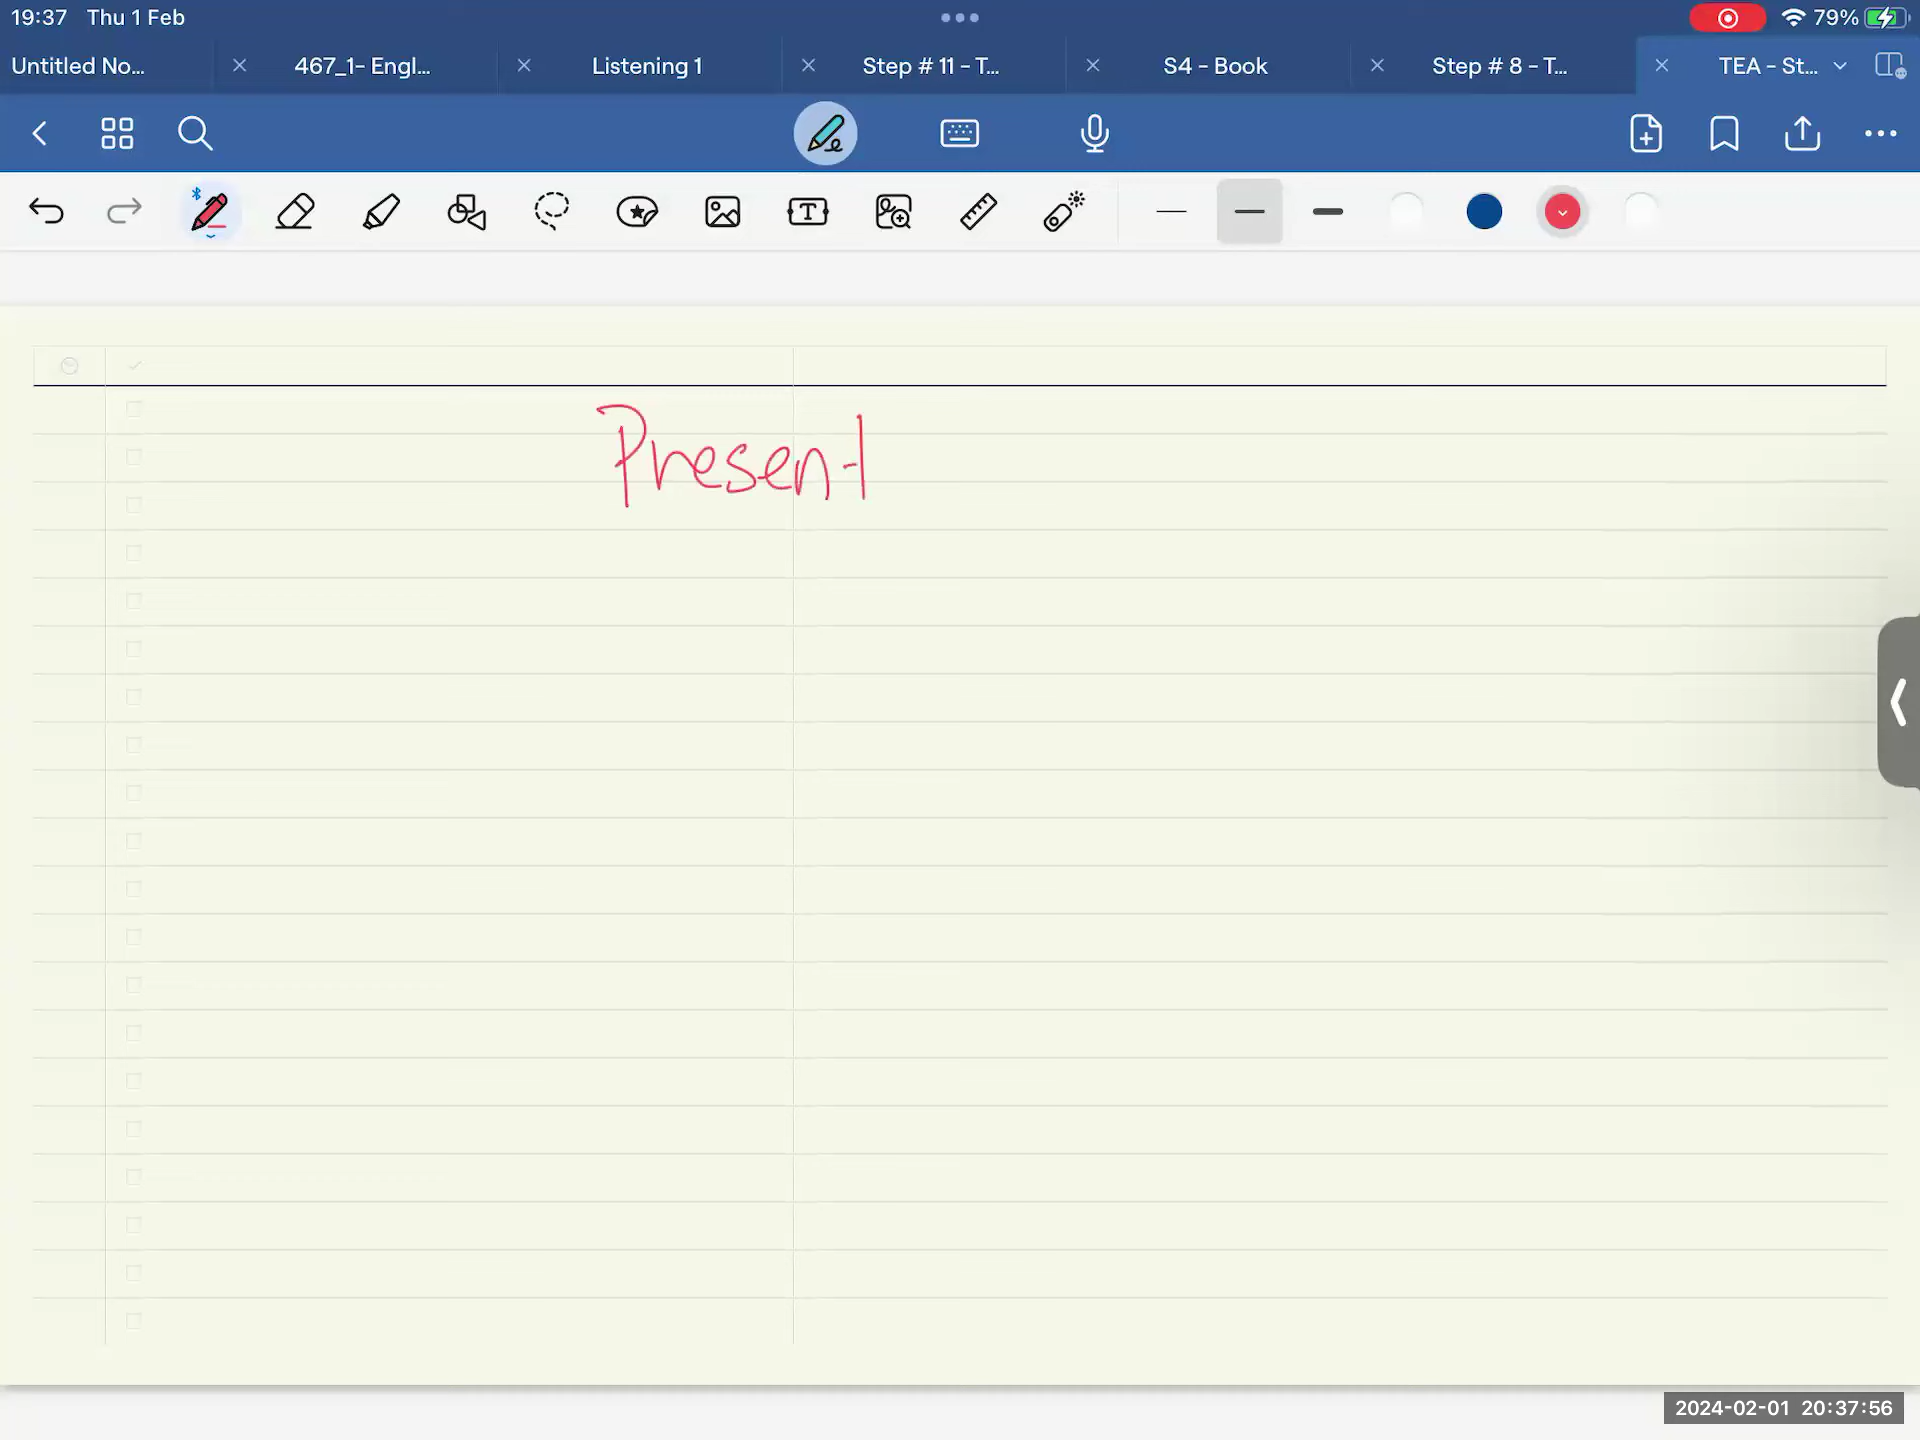 19:37 Thu 1 Feb
79%
Untitled No...
467_1- Engl...
Listening 1
Step # 11 - T...
S4 - Book
Step # 8 - T...
TEA - St...
Present
2024-02-01 20:37:56